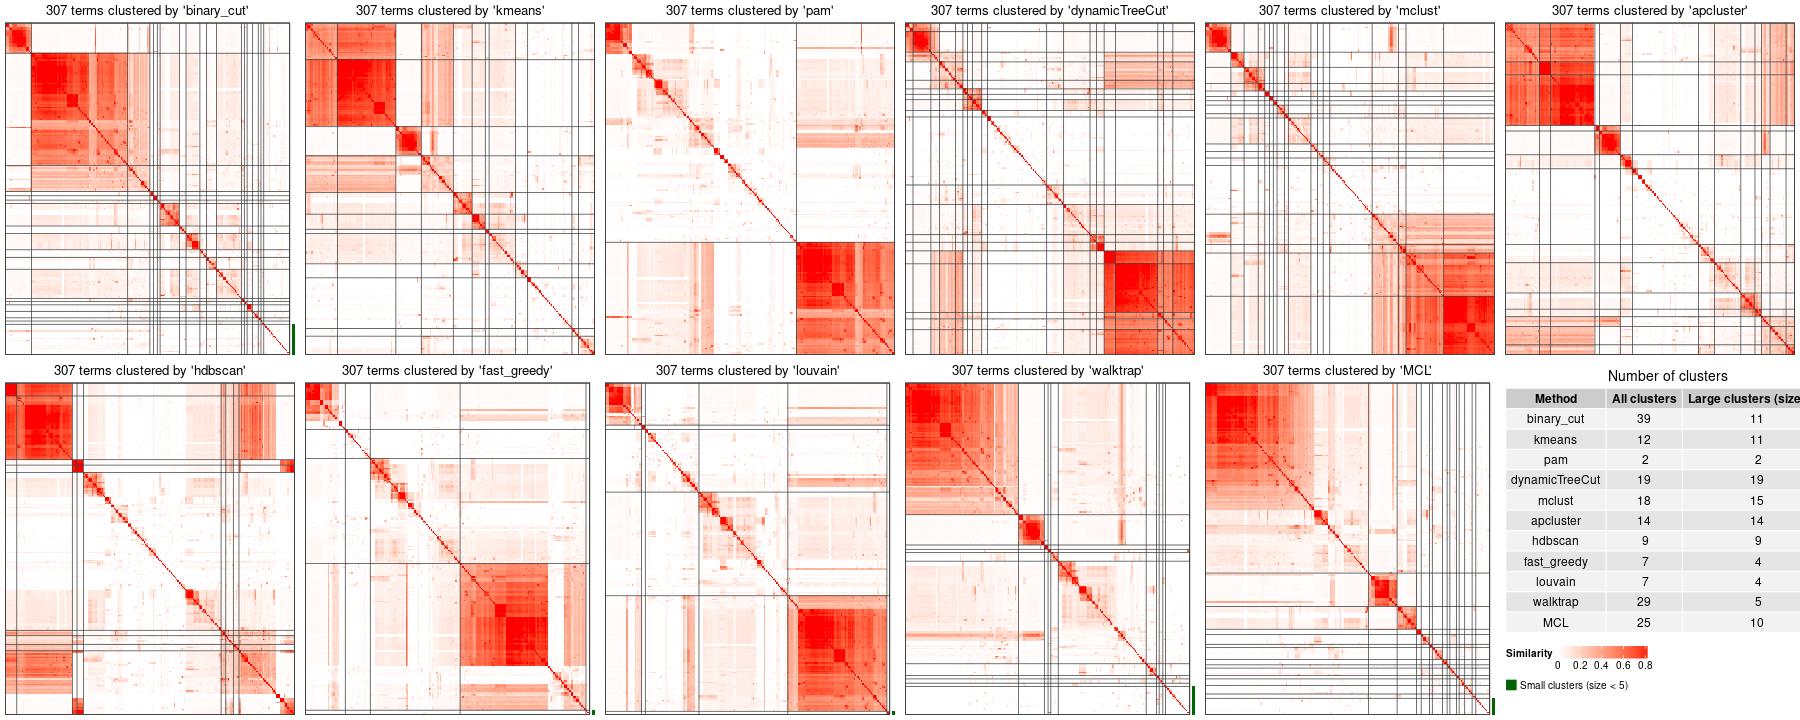 307 terms clustered by 'binary_cut'
307 terms clustered by 'kmeans'
307 terms clustered by 'pam'
307 terms clustered by 'dynamicTreeCut'
307 terms clustered by 'mclust'
307 terms clustered by 'apcluster'
307 terms clustered by 'hdbscan'
307 terms clustered by 'fast_greedy'
307 terms clustered by 'louvain'
307 terms clustered by 'walktrap'
307 terms clustered by 'MCL'
Number of clusters
Method All clusters Large clusters (size
binary_cut 39 11
kmeans 12 11
pam 2 2
dynamicTreeCut 19 19
mclust 18 15
apcluster 14 14
hdbscan 9 9
fast_greedy 7 4
louvain 7 4
walktrap 29 5
MCL 25 10
Similarity
0 0.2 0.4 0.6 0.8
Small clusters (size < 5)